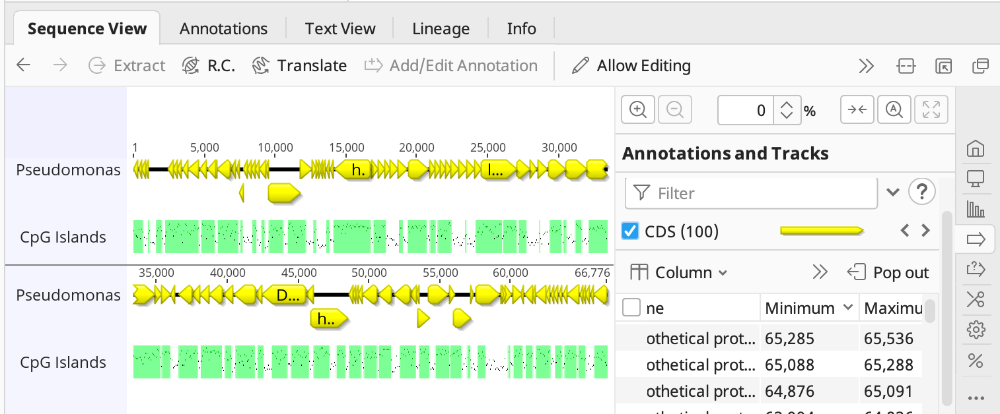 Sequence View Annotations Text View Lineage Info
Extract R.C. Translate Add/Edit Annotation Allow Editing
0 %
1 5,000 10,000 15,000 20,000 25,000 30,000
Pseudomonas h. l...
CpG Islands
35,000 40,000 45,000 50,000 55,000 60,000 66,776
Pseudomonas D...
h..
CpG Islands
Annotations and Tracks
Filter ?
CDS (100)
Column Pop out
ne Minimum Maximu
othetical prot... 65,285 65,536
othetical prot... 65,088 65,288
othetical prot... 64,876 65,091